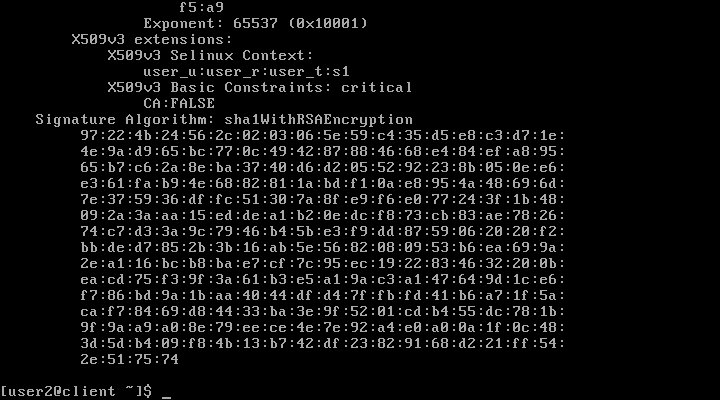 f5:a9
Exponent: 65537 (0x10001)
X509v3 extensions:
X509v3 Selinux Context:
user_u:user_r:user_t:s1
X509v3 Basic Constraints: critical
CA:FALSE
Signature Algorithm: sha1WithRSAEncryption
97:22:4b:24:56:2c:02:03:06:5e:59:c4:35:d5:e8:c3:d7:1e:
4e:9a:d9:65:bc:77:0c:49:42:87:88:46:68:e4:84:ef:a8:95:
65:b7:c6:2a:8e:ba:37:40:d6:d2:05:52:92:23:8b:05:0e:e6:
e3:61:fa:b9:4e:68:82:81:1a:bd:f1:0a:e8:95:4a:48:69:6d:
7e:37:59:36:df:fc:51:30:7a:8f:e9:f6:e0:77:24:3f:1b:48:
09:2a:3a:aa:15:ed:de:a1:b2:0e:dc:f8:73:cb:83:ae:78:26:
74:c7:d3:3a:9c:79:46:b4:5b:e3:f9:dd:87:59:06:20:20:f2:
bb:de:d7:85:2b:3b:16:ab:5e:56:82:08:09:53:b6:ea:69:9a:
2e:a1:16:bc:b8:ba:e7:cf:7c:95:ec:19:22:83:46:32:20:0b:
ea:cd:75:f3:9f:3a:61:b3:e5:a1:9a:c3:a1:47:64:9d:1c:e6:
f7:86:bd:9a:1b:aa:40:44:df:d4:7f:fb:fd:41:b6:a7:1f:5a:
ca:f7:84:69:d8:44:33:ba:3e:9f:52:01:cd:b4:55:dc:78:1b:
9f:9a:a9:a0:8e:79:ee:ce:4e:7e:92:a4:e0:a0:0a:1f:0c:48:
3d:5d:b4:09:f8:4b:13:b7:42:df:23:82:91:68:d2:21:ff:54:
2e:51:75:74
[user2@client ~]$ _